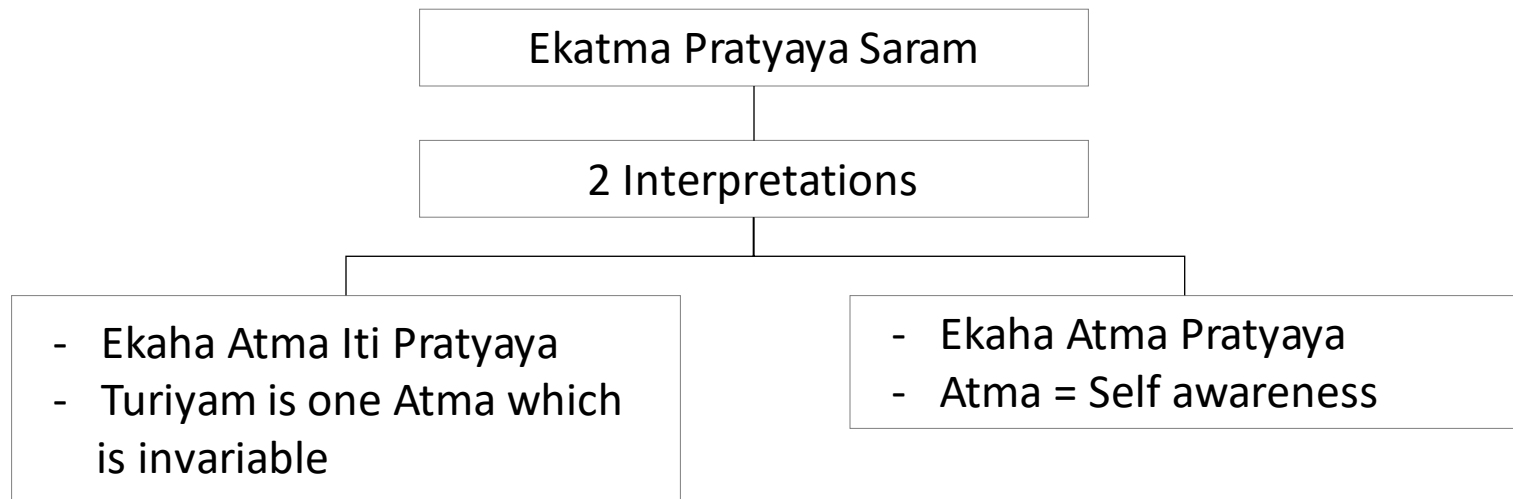 Ekatma Pratyaya Saram
2 Interpretations
- Ekaha Atma Iti Pratyaya
- Turiyam is one Atma which
is invariable
- Ekaha Atma Pratyaya
- Atma = Self awareness